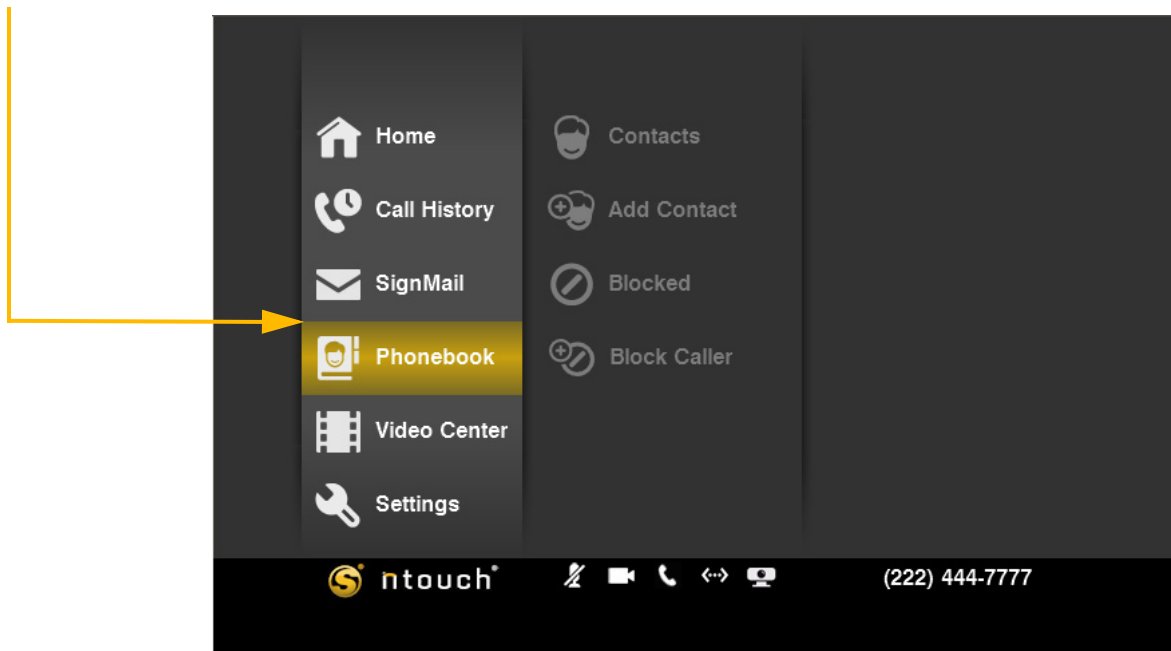 Home
Call History
SignMail
Phonebook
Video Center
Settings
Contacts
Add Contact
Blocked
Block Caller
S ntouch® (222) 444-7777